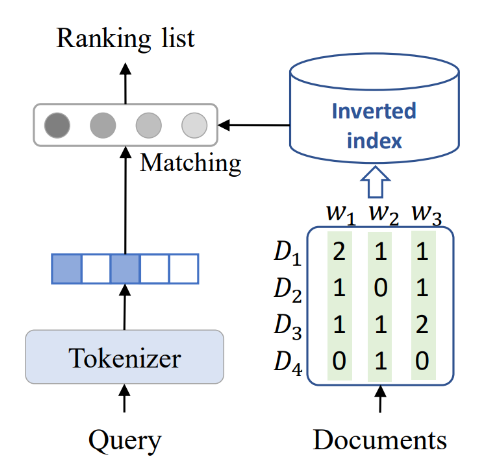 Ranking list
Inverted
index
Matching
w₁ w₂ w₃
D₁ 2 1 1
D₂ 1 0 1
D₃ 1 1 2
D₄ 0 1 0
Tokenizer
Query
Documents